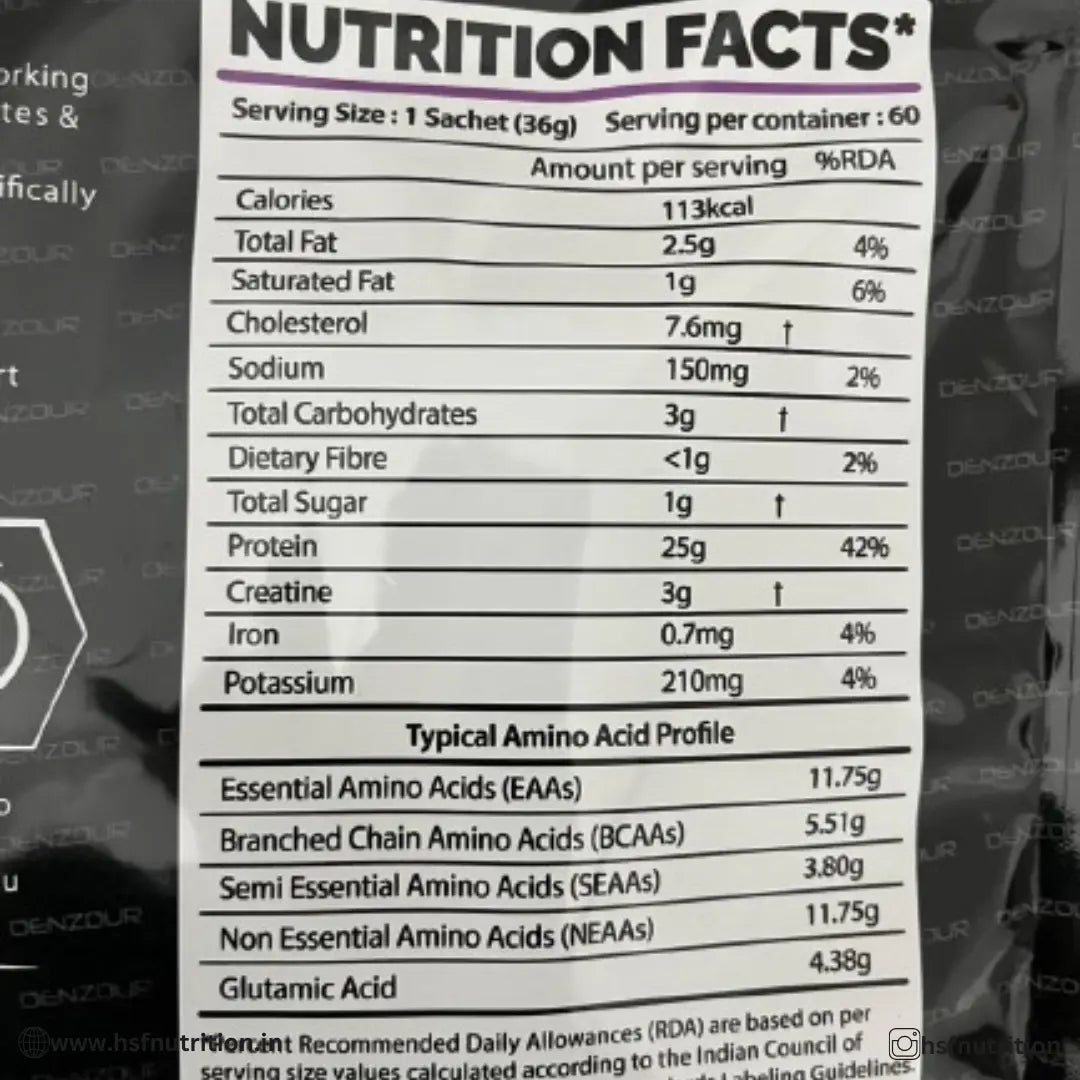 NUTRITION FACTS*
Serving Size : 1 Sachet (36g) Serving per container : 60
Amount per serving %RDA
Calories 113kcal
Total Fat 2.5g 4%
Saturated Fat 1g 6%
Cholesterol 7.6mg †
Sodium 150mg 2%
Total Carbohydrates 3g †
Dietary Fibre <1g 2%
Total Sugar 1g †
Protein 25g 42%
Creatine 3g †
Iron 0.7mg 4%
Potassium 210mg 4%
Typical Amino Acid Profile
Essential Amino Acids (EAAs) 11.75g
Branched Chain Amino Acids (BCAAs) 5.51g
Semi Essential Amino Acids (SEAAs) 3.80g
Non Essential Amino Acids (NEAAs) 11.75g
Glutamic Acid 4.38g
*Percent Recommended Daily Allowances (RDA) are based on per
serving size values calculated according to the Indian Council of
Labeling Guidelines.
orking
tes &
ifically
rt
u
DENZOUR
www.hsfnutrition.in
hsfnutrition